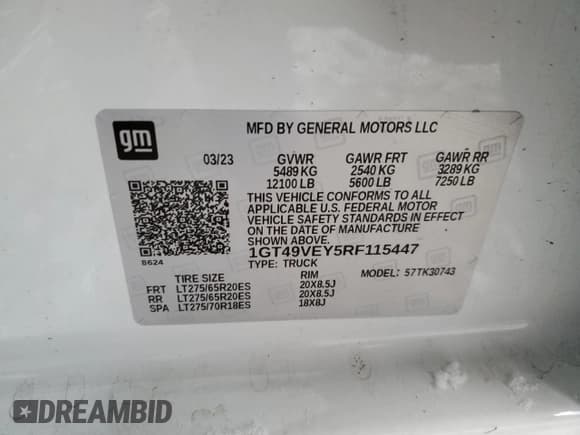 gm
MFD BY GENERAL MOTORS LLC
03/23 GVWR GAWR FRT GAWR RR
5489 KG 2540 KG 3289 KG
12100 LB 5600 LB 7250 LB
THIS VEHICLE CONFORMS TO ALL
APPLICABLE U.S. FEDERAL MOTOR
VEHICLE SAFETY STANDARDS IN EFFECT
ON THE DATE OF MANUFACTURE
SHOWN ABOVE.
8624
1GT49VEY5RF115447
TYPE: TRUCK MODEL: 57TK30743
TIRE SIZE RIM
FRT LT275/65R20ES 20X8.5J
RR LT275/65R20ES 20X8.5J
SPA LT275/70R18ES 18X8J
DREAMBID